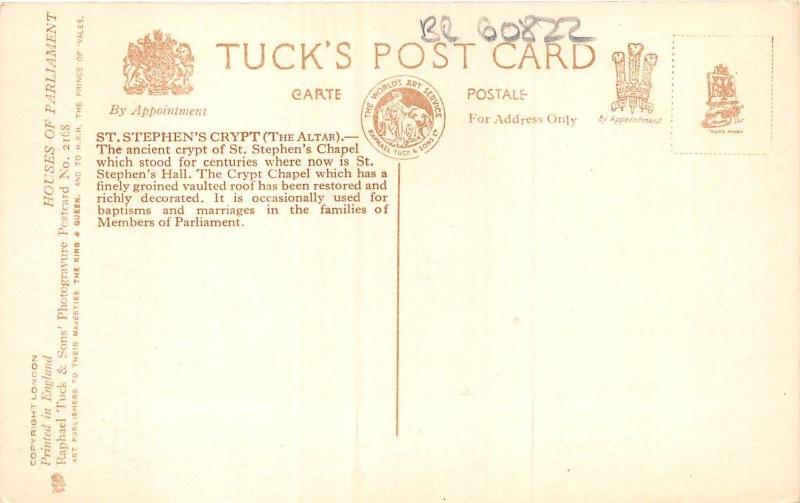 BR 60822
TUCK'S POST CARD
CARTE POSTALE
By Appointment
For Address Only
THE WORLD'S ART SERVICE
RAPHAEL TUCK & SONS LD
By Appointment
TRADE MARK
ST. STEPHEN'S CRYPT (THE ALTAR).—
The ancient crypt of St. Stephen's Chapel
which stood for centuries where now is St.
Stephen's Hall. The Crypt Chapel which has a
finely groined vaulted roof has been restored and
richly decorated. It is occasionally used for
baptisms and marriages in the families of
Members of Parliament.
COPYRIGHT LONDON
Printed in England HOUSES OF PARLIAMENT
Raphael Tuck & Sons' Photogravure Postcard No. 2168
ART PUBLISHERS TO THEIR MAJESTIES THE KING & QUEEN, AND TO H.R.H. THE PRINCE OF WALES.